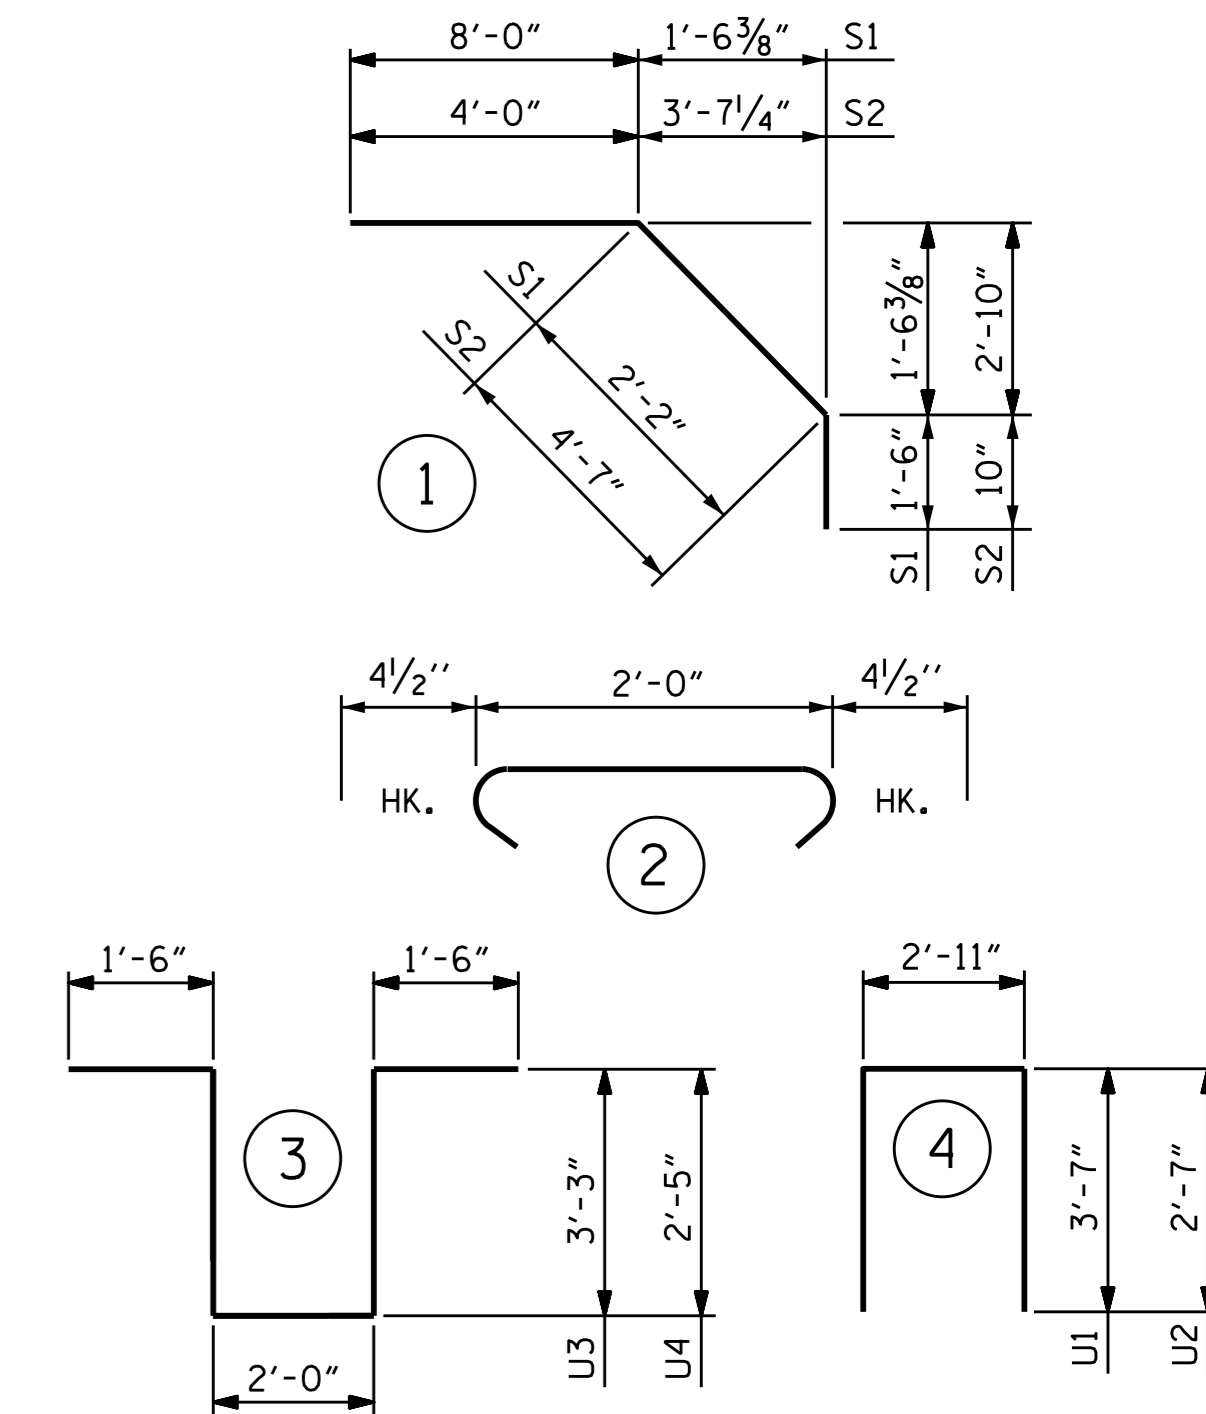 8'-0" 1'-6 3/8" S1
4'-0" 3'-7 1/4" S2
S1
S2
2'-2"
4'-7"
1'-6 3/8" 2'-10"
1'-6" 10"
S1 S2
1
4 1/2'' 2'-0" 4 1/2''
HK. HK.
2
1'-6" 1'-6" 2'-11"
3 4
3'-3" 2'-5" 3'-7" 2'-7"
U3 U4 U1 U2
2'-0"